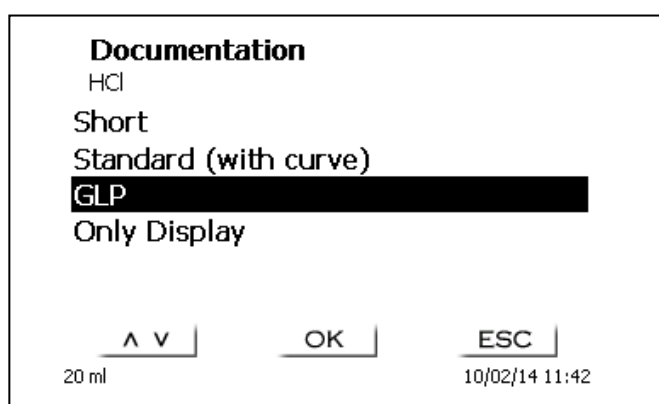 Documentation
HCl
Short
Standard (with curve)
GLP
Only Display
∧ ∨ OK ESC
20 ml 10/02/14 11:42